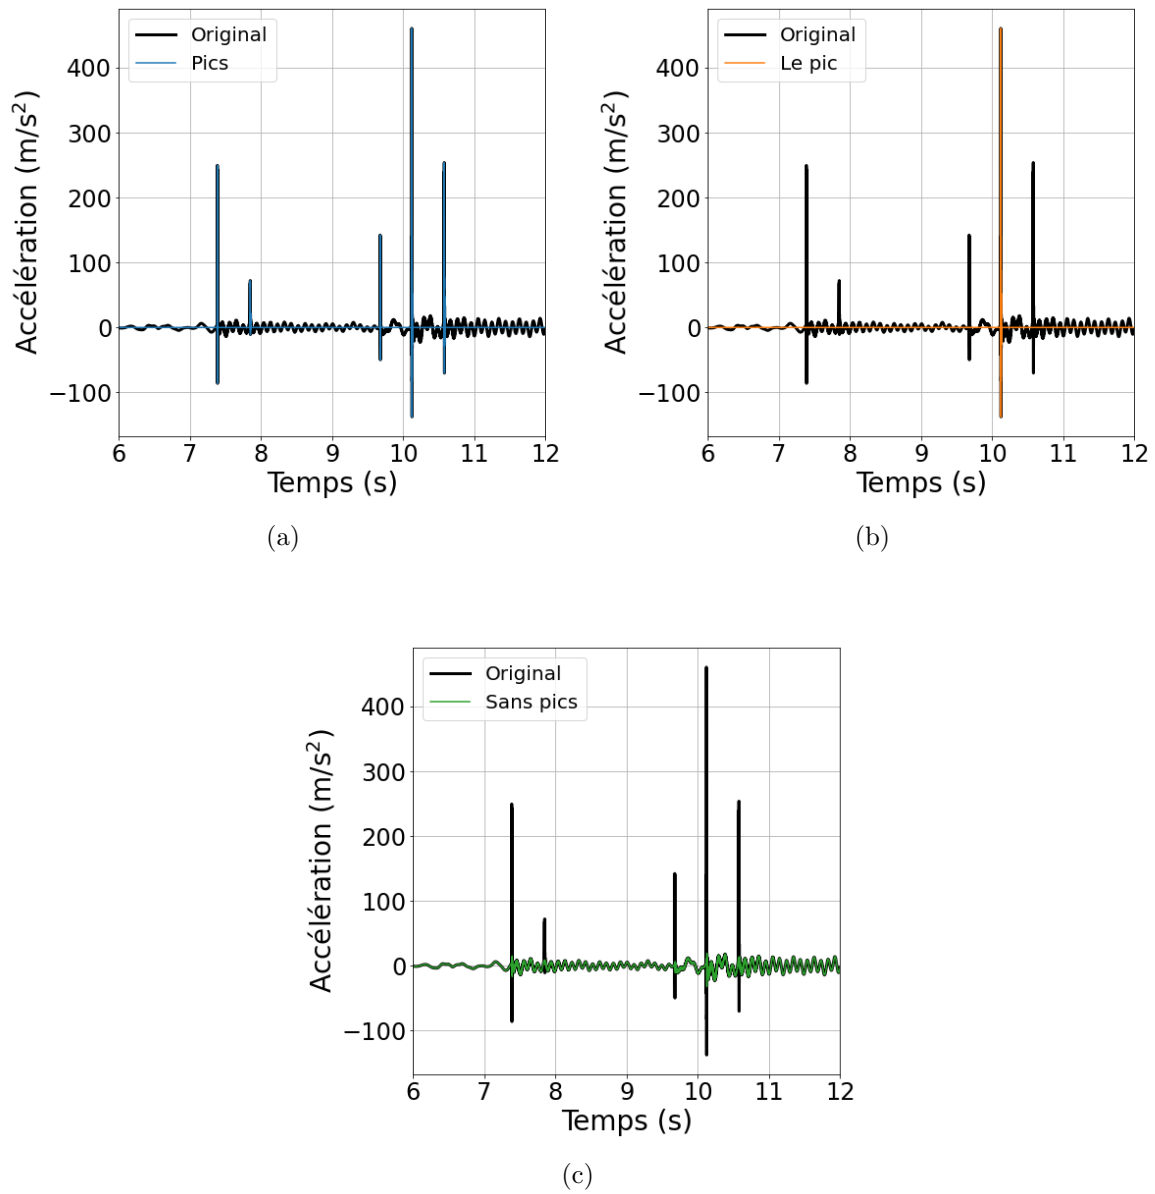 Original
Pics
Accélération (m/s²)
400
300
200
100
0
−100
6 7 8 9 10 11 12
Temps (s)
(a)
Original
Le pic
Accélération (m/s²)
400
300
200
100
0
−100
6 7 8 9 10 11 12
Temps (s)
(b)
Original
Sans pics
Accélération (m/s²)
400
300
200
100
0
−100
6 7 8 9 10 11 12
Temps (s)
(c)